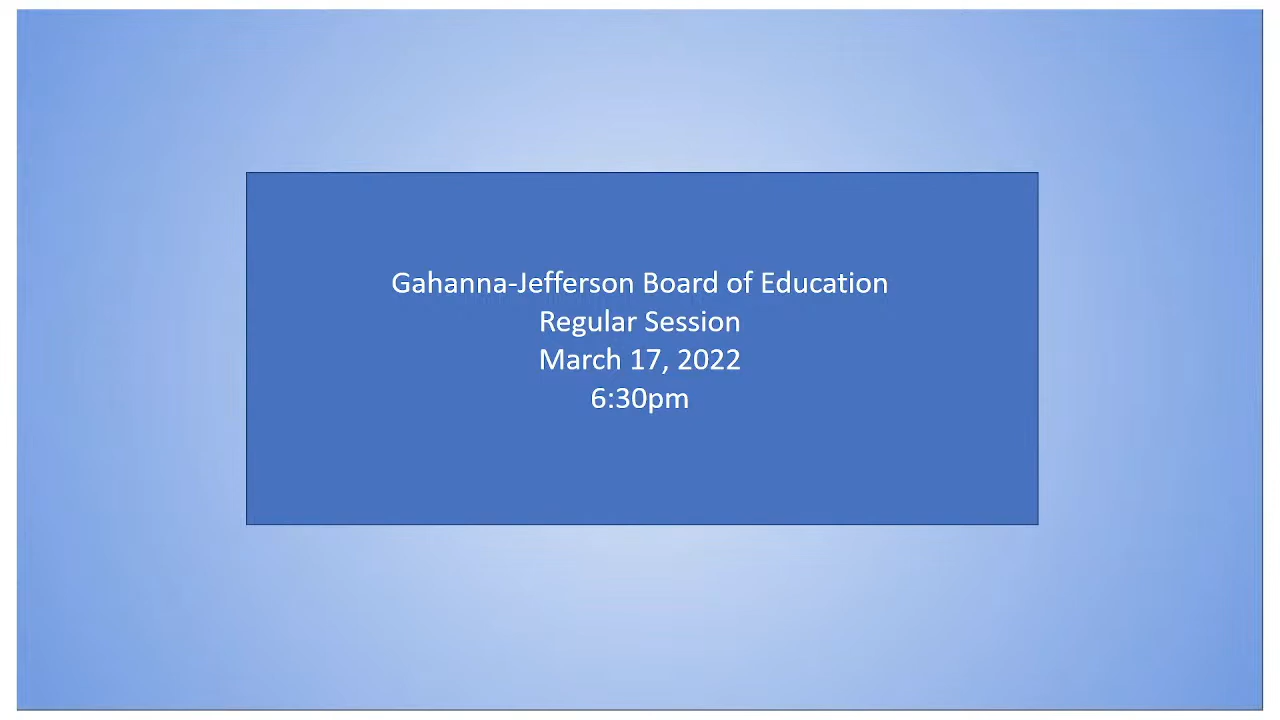 Gahanna-Jefferson Board of Education
Regular Session
March 17, 2022
6:30pm